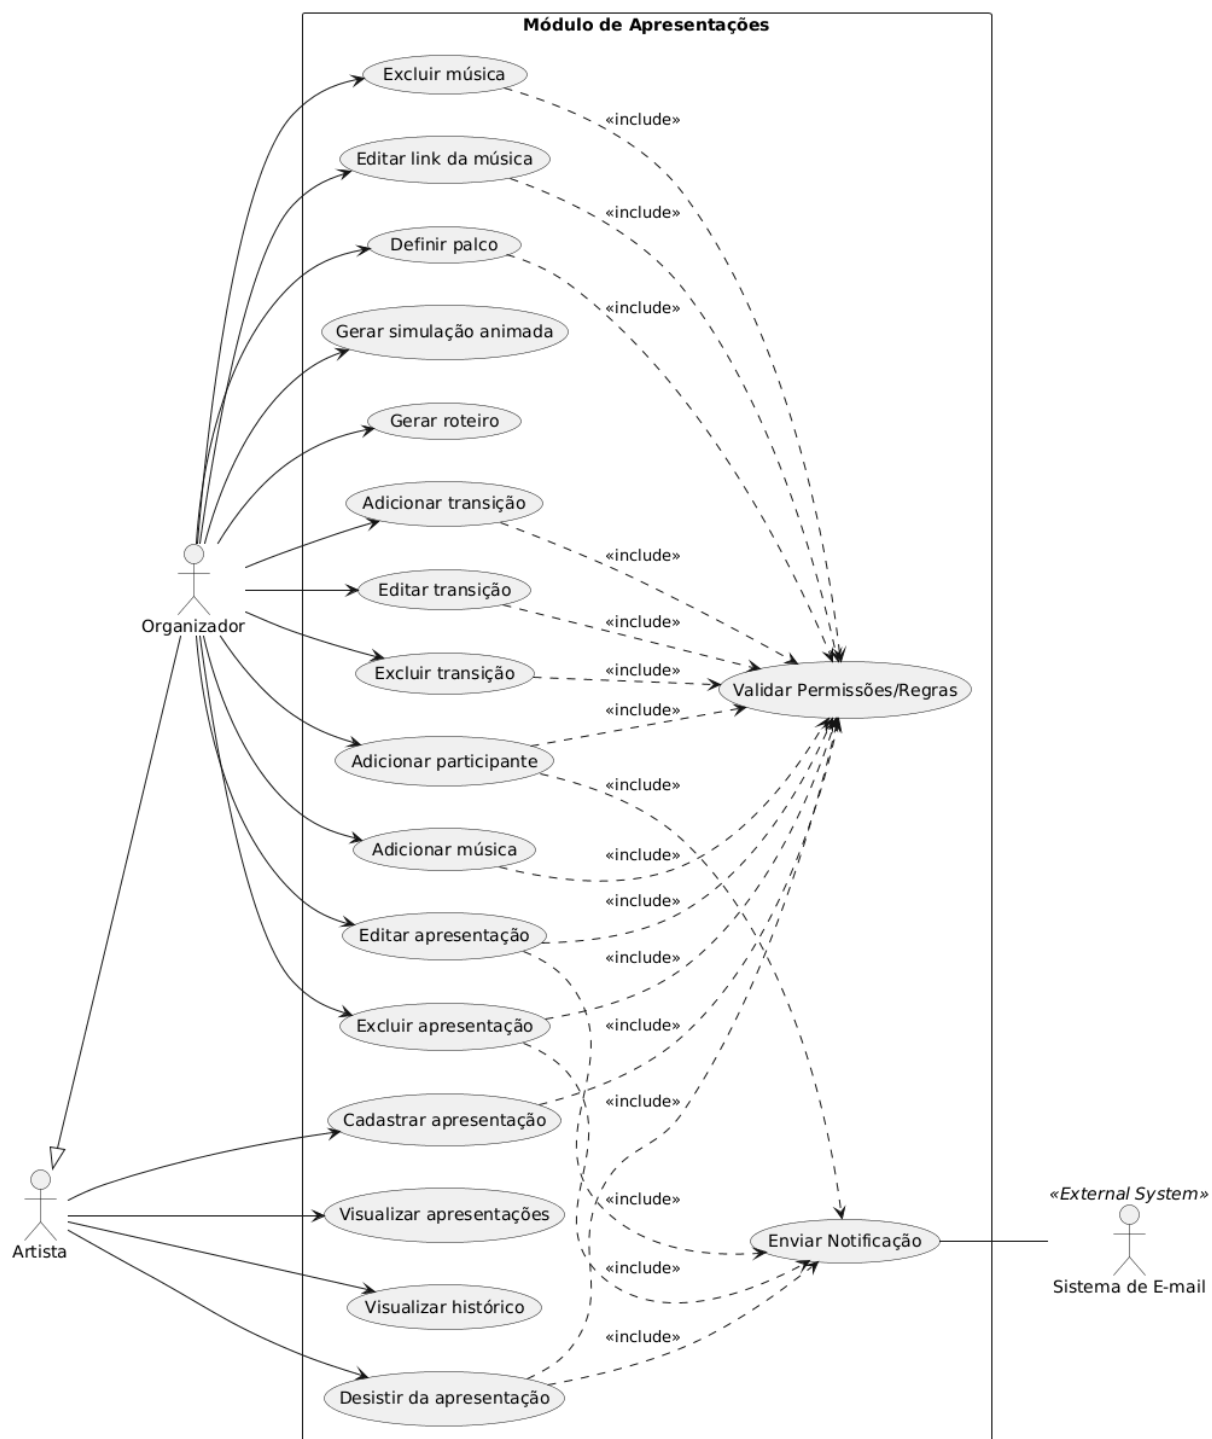 Módulo de Apresentações
Excluir música
«include»
Editar link da música
«include»
Definir palco
«include»
Gerar simulação animada
Gerar roteiro
Adicionar transição
«include»
Editar transição
«include»
Organizador
Excluir transição
«include»
Validar Permissões/Regras
«include»
Adicionar participante
«include»
Adicionar música
«include»
«include»
Editar apresentação
«include»
Excluir apresentação
«include»
Cadastrar apresentação
«include»
Artista
Visualizar apresentações
«include»
«External System»
Enviar Notificação
«include»
Sistema de E-mail
Visualizar histórico
«include»
Desistir da apresentação